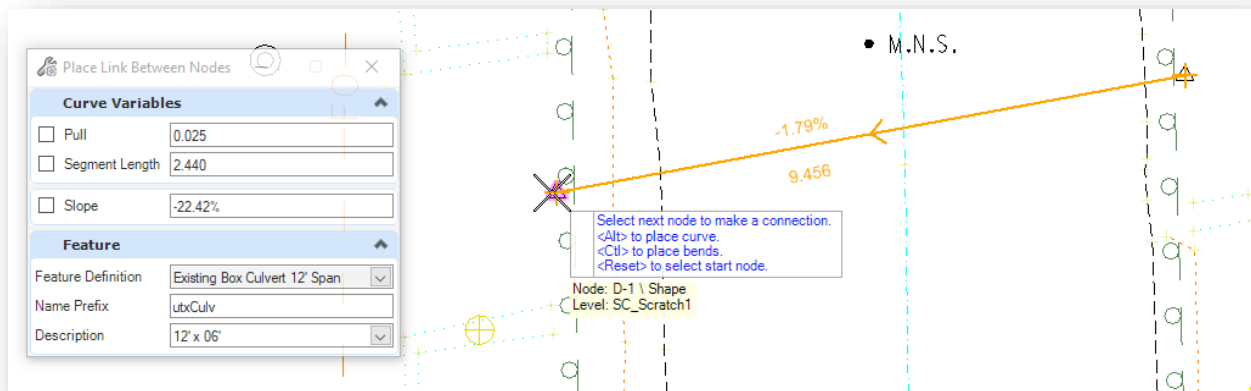 Place Link Between Nodes
Curve Variables
Pull
0.025
Segment Length
2.440
Slope
-22.42%
Feature
Feature Definition
Existing Box Culvert 12' Span
Name Prefix
utxCulv
Description
12' x 06'
M.N.S.
-1.79%
9.456
Select next node to make a connection.
<Alt> to place curve.
<Ctl> to place bends.
<Reset> to select start node.
Node: D-1 \ Shape
Level: SC_Scratch1